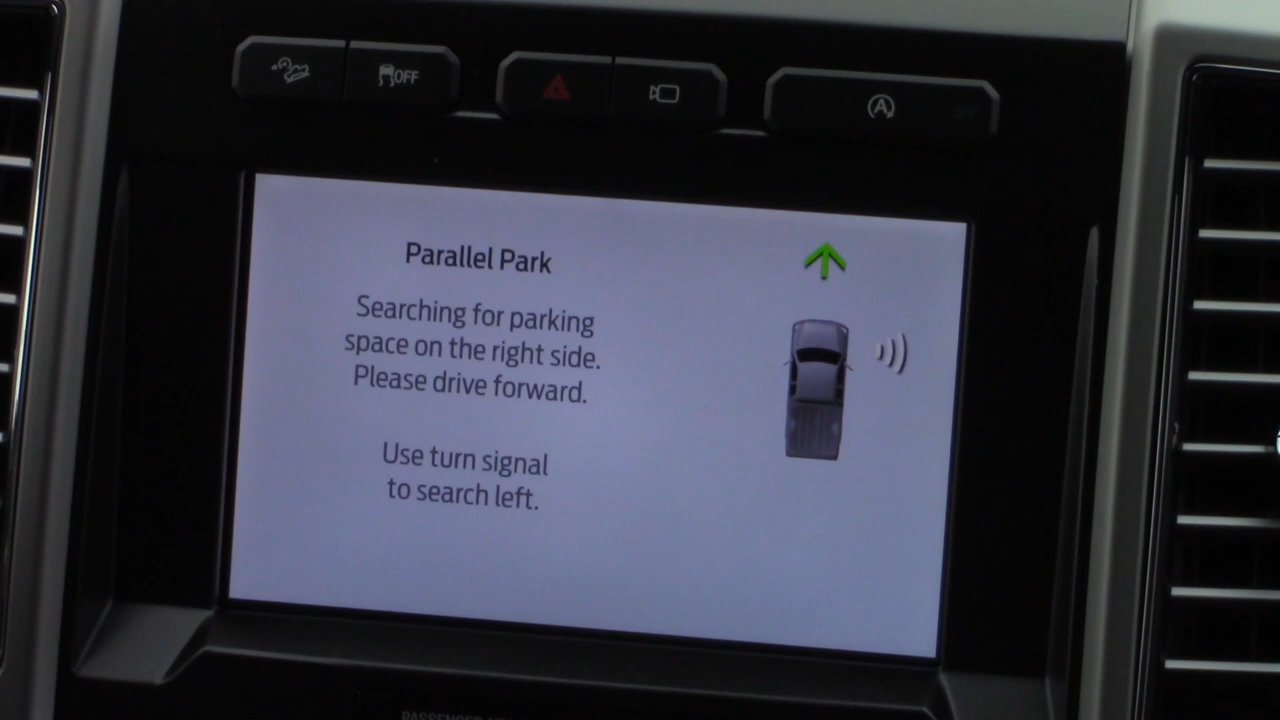 OFF
A
Parallel Park
Searching for parking
space on the right side.
Please drive forward.
Use turn signal
to search left.
PASSENGER